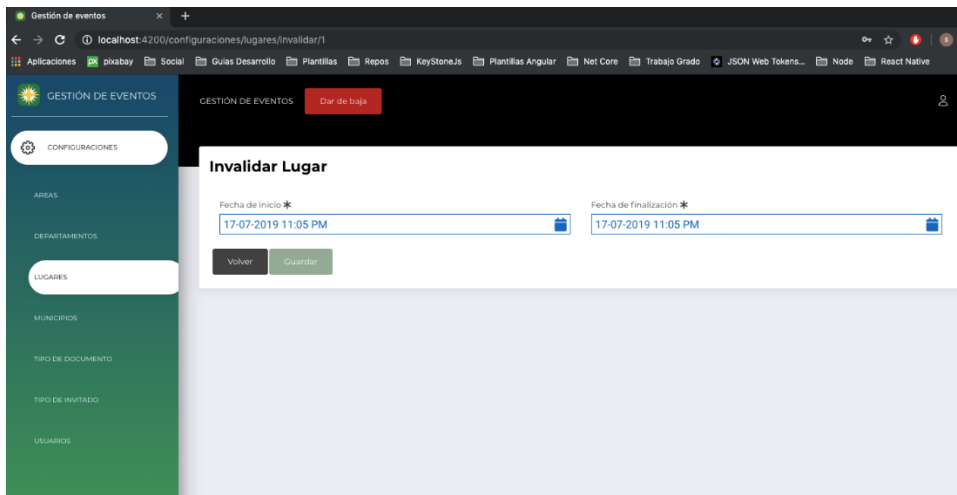 Gestión de eventos
localhost:4200/configuraciones/lugares/invalidar/1
Aplicaciones pixabay Social Guias Desarrollo Plantillas Repos KeyStoneJs Plantillas Angular Net Core Trabajo Grado JSON Web Tokens... Node React Native
GESTIÓN DE EVENTOS
GESTIÓN DE EVENTOS Dar de baja
CONFIGURACIONES
AREAS
DEPARTAMENTOS
LUGARES
MUNICIPIOS
TIPO DE DOCUMENTO
TIPO DE INVITADO
USUARIOS
Invalidar Lugar
Fecha de inicio *
17-07-2019 11:05 PM
Fecha de finalización *
17-07-2019 11:05 PM
Volver Guardar